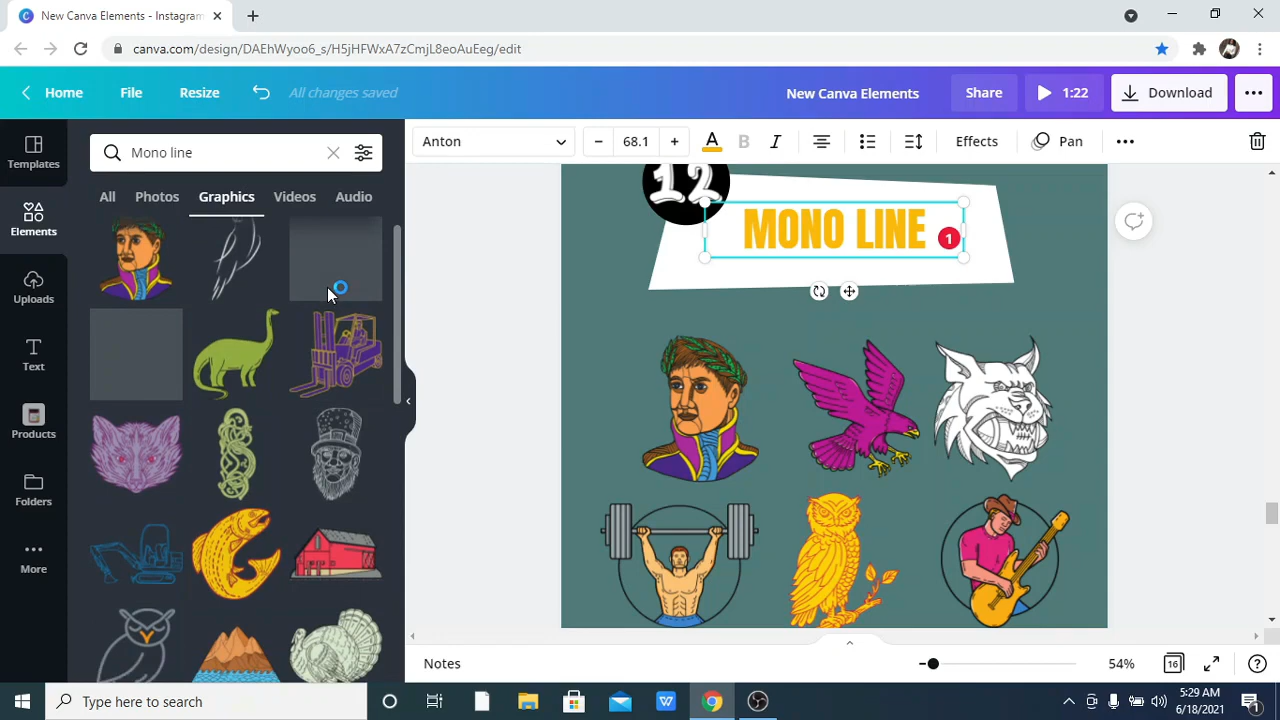 New Canva Elements - Instagram
canva.com/design/DAEhWyoo6_s/H5jHFWxA7zCmjL8eoAuEeg/edit
Home File Resize All changes saved New Canva Elements Share 1:22 Download
Templates
Elements
Uploads
Text
Products
Folders
More
Mono line
All Photos Graphics Videos Audio
Anton 68.1 A B I Effects Pan
12
MONO LINE
1
Notes 54% 16
Type here to search
5:29 AM
6/18/2021
1